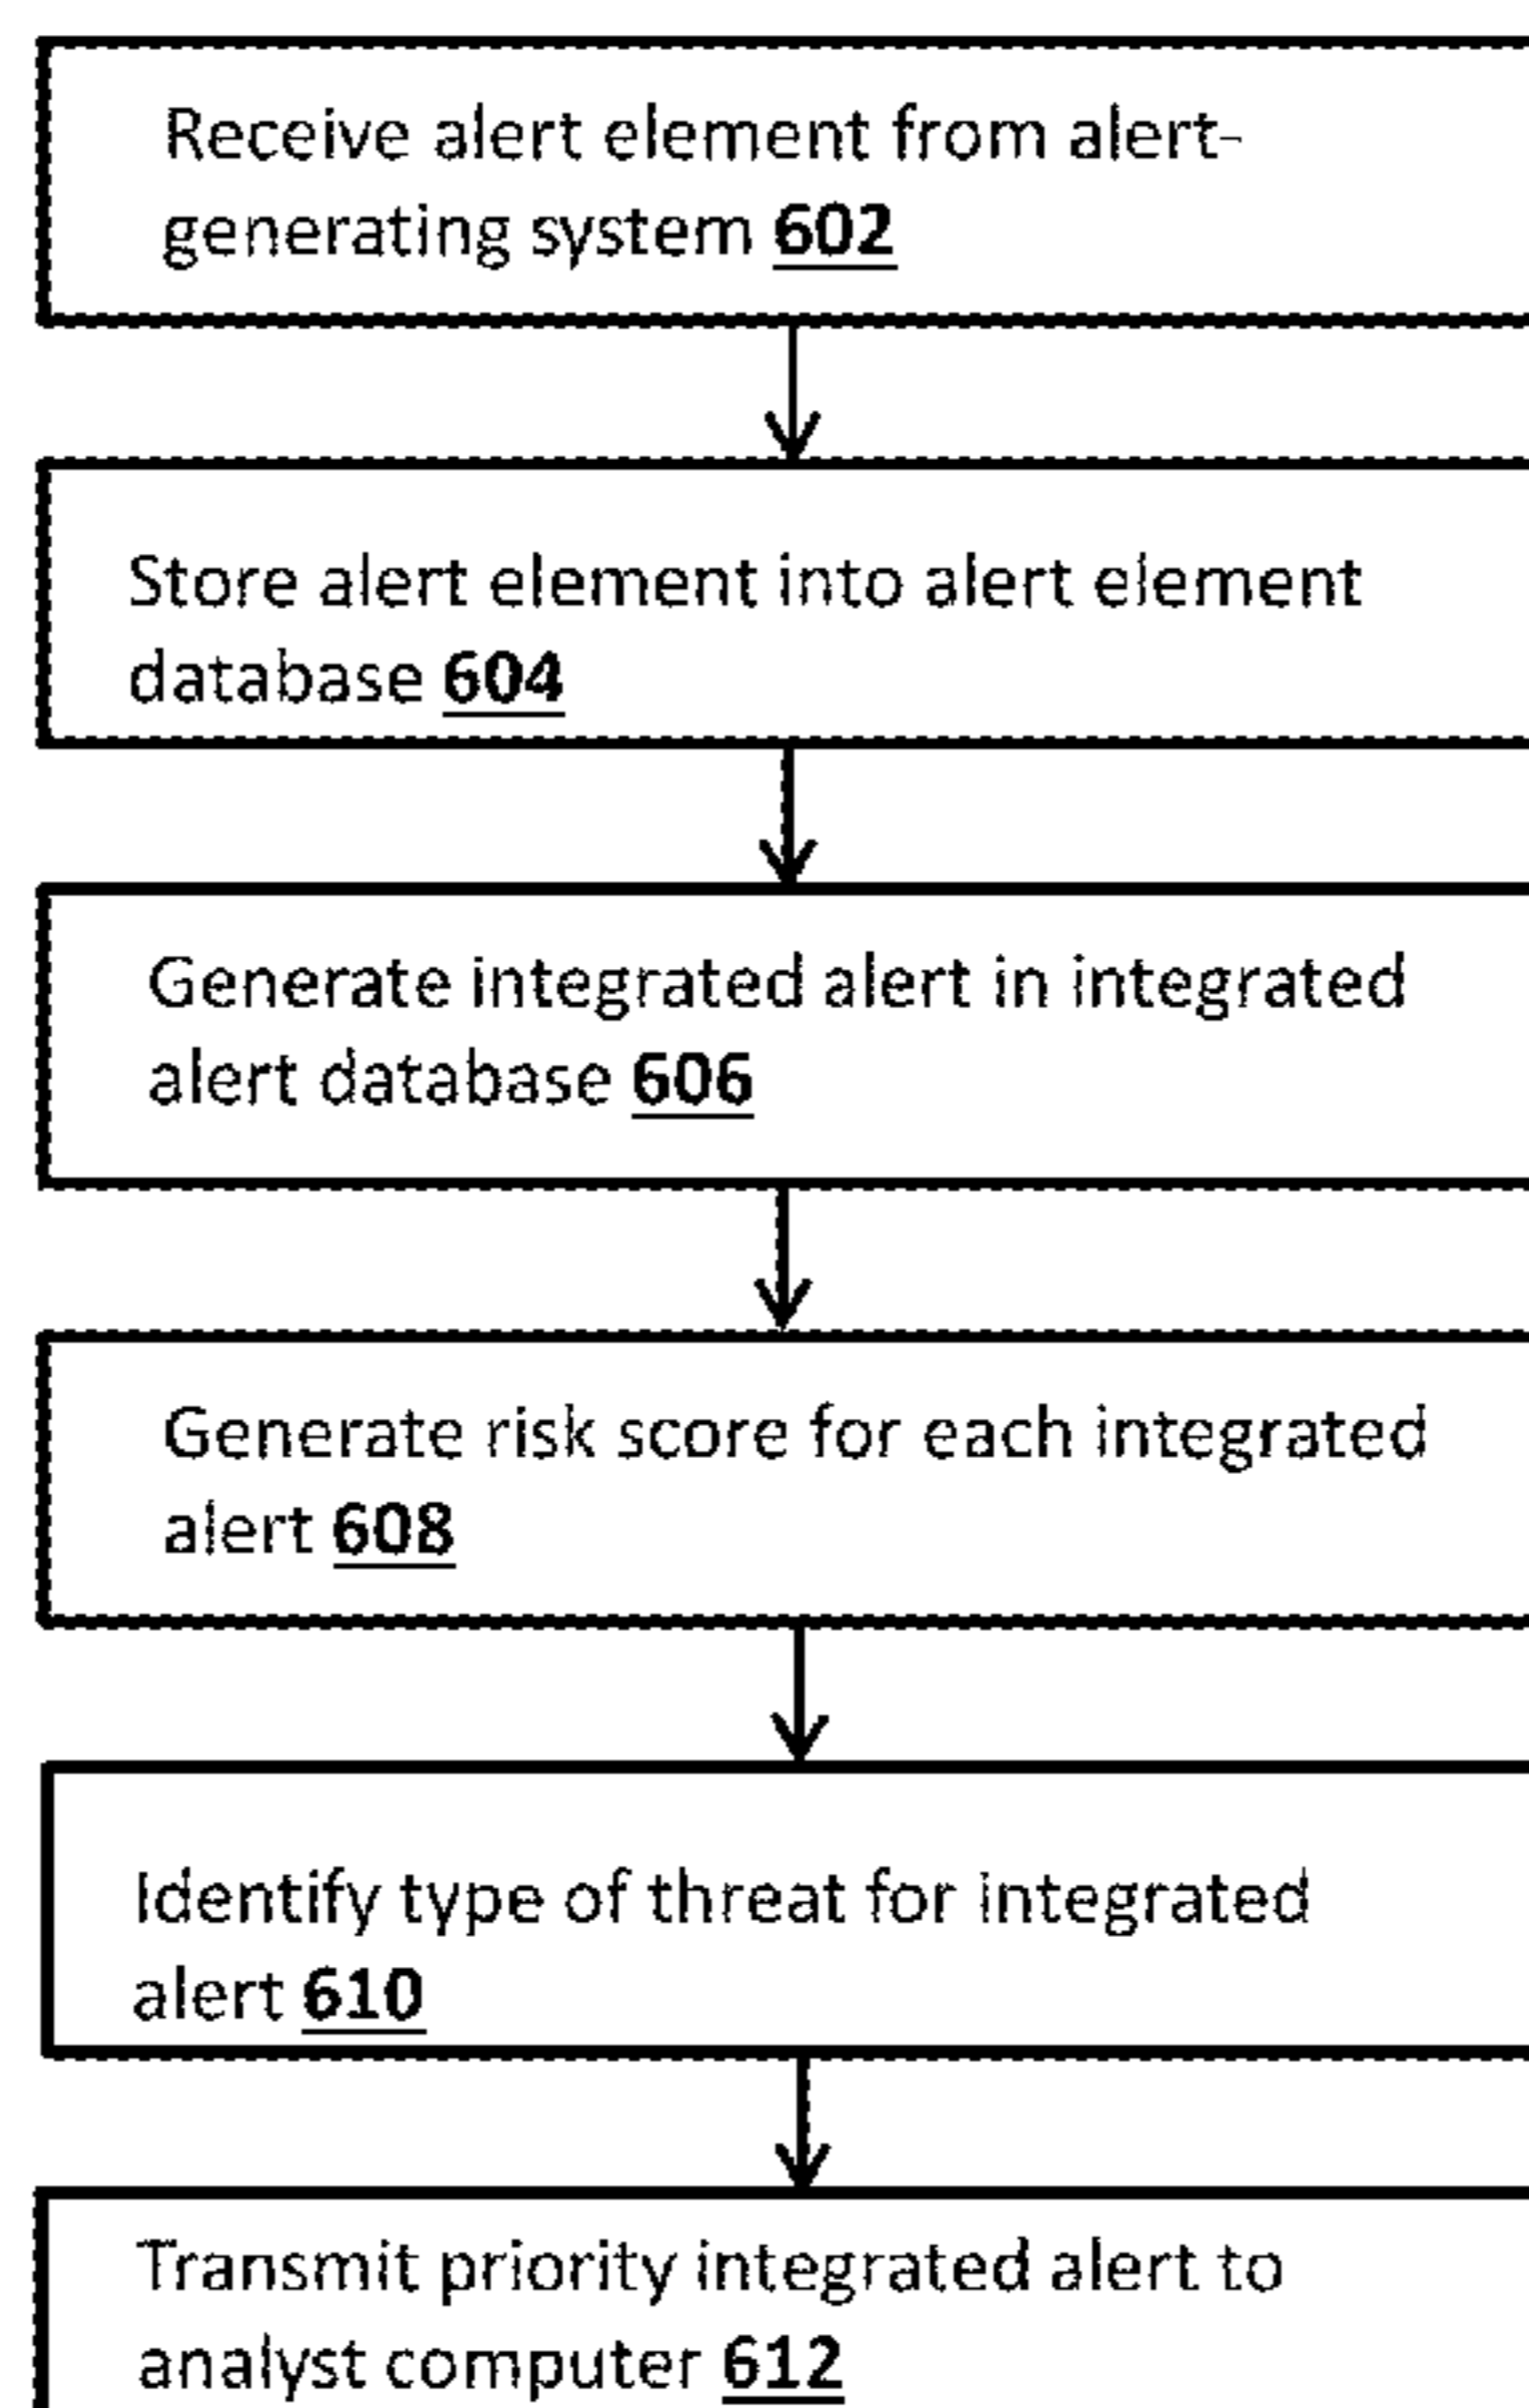 Receive alert element from alert-
generating system 602
Store alert element into alert element
database 604
Generate integrated alert in integrated
alert database 606
Generate risk score for each integrated
alert 608
Identify type of threat for integrated
alert 610
Transmit priority integrated alert to
analyst computer 612